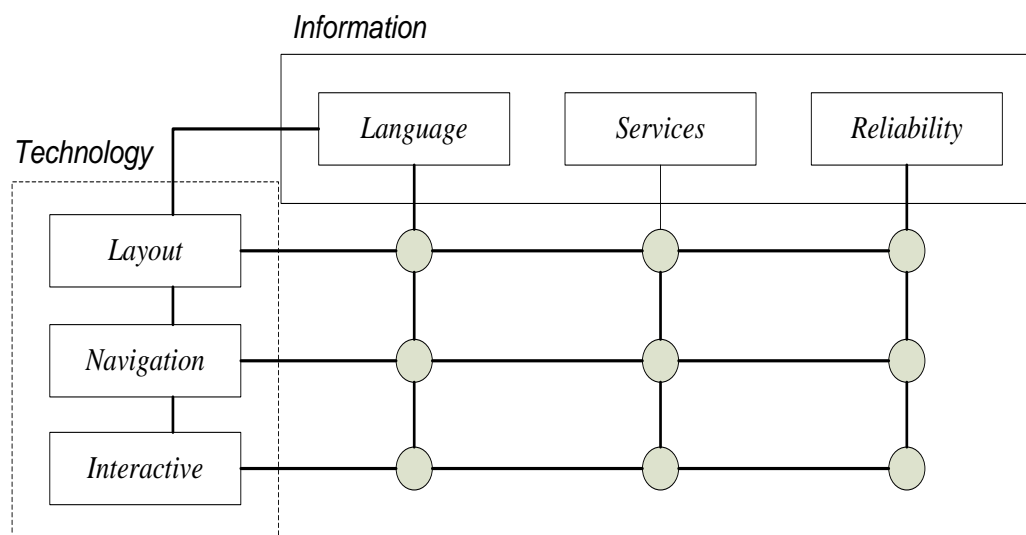 Information
Language
Services
Reliability
Technology
Layout
Navigation
Interactive